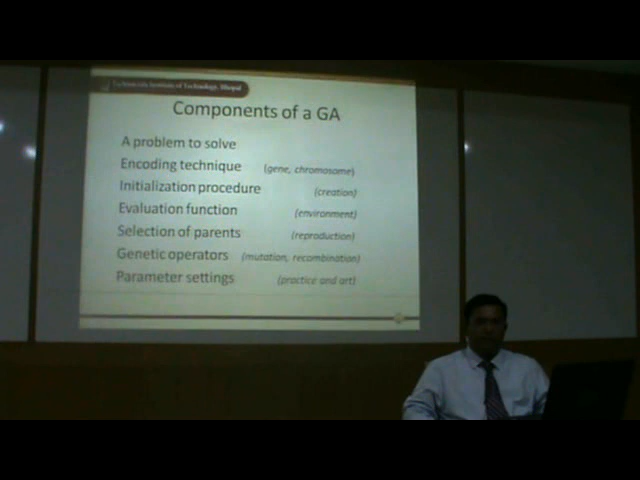 Technocrats Institute of Technology, Bhopal
Components of a GA
A problem to solve
Encoding technique (gene, chromosome)
Initialization procedure (creation)
Evaluation function (environment)
Selection of parents (reproduction)
Genetic operators (mutation, recombination)
Parameter settings (practice and art)